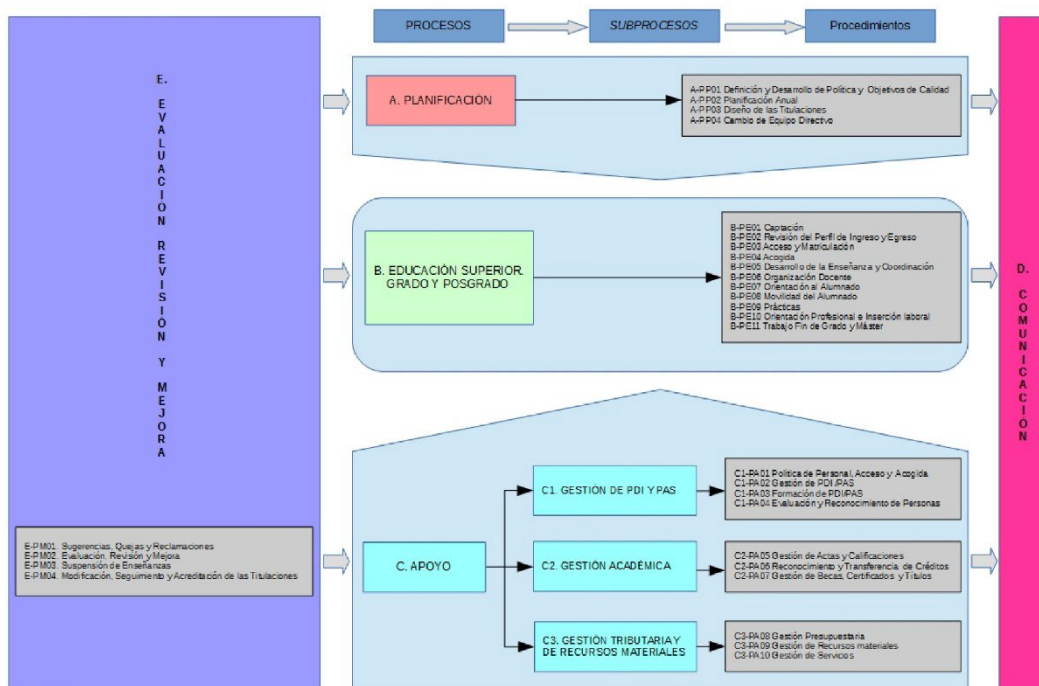 PROCESOS
SUBPROCESOS
Procedimientos
E. EVALUACIÓN REVISIÓN Y MEJORA
E-PM01. Sugerencias, Quejas y Reclamaciones
E-PM02. Evaluación, Revisión y Mejora
E-PM03. Suspensión de Enseñanzas
E-PM04. Modificación, Seguimiento y Acreditación de las Titulaciones
A. PLANIFICACIÓN
A-PP01 Definición y Desarrollo de Política y Objetivos de Calidad
A-PP02 Planificación Anual
A-PP03 Diseño de las Titulaciones
A-PP04 Cambio de Equipo Directivo
B. EDUCACIÓN SUPERIOR.
GRADO Y POSGRADO
B-PE01 Captación
B-PE02 Revisión del Perfil de Ingreso y Egreso
B-PE03 Acceso y Matriculación
B-PE04 Acogida
B-PE05 Desarrollo de la Enseñanza y Coordinación
B-PE06 Organización Docente
B-PE07 Orientación al Alumnado
B-PE08 Movilidad del Alumnado
B-PE09 Prácticas
B-PE10 Orientación Profesional e Inserción laboral
B-PE11 Trabajo Fin de Grado y Máster
C. APOYO
C1. GESTIÓN DE PDI Y PAS
C1-PA01 Política de Personal, Acceso y Acogida
C1-PA02 Gestión de PDI/PAS
C1-PA03 Formación de PDI/PAS
C1-PA04 Evaluación y Reconocimiento de Personas
C2. GESTIÓN ACADÉMICA
C2-PA05 Gestión de Actas y Calificaciones
C2-PA06 Reconocimiento y Transferencia de Créditos
C2-PA07 Gestión de Becas, Certificados y Títulos
C3. GESTIÓN TRIBUTARIA Y
DE RECURSOS MATERIALES
C3-PA08 Gestión Presupuestaria
C3-PA09 Gestión de Recursos materiales
C3-PA10 Gestión de Servicios
D. COMUNICACIÓN